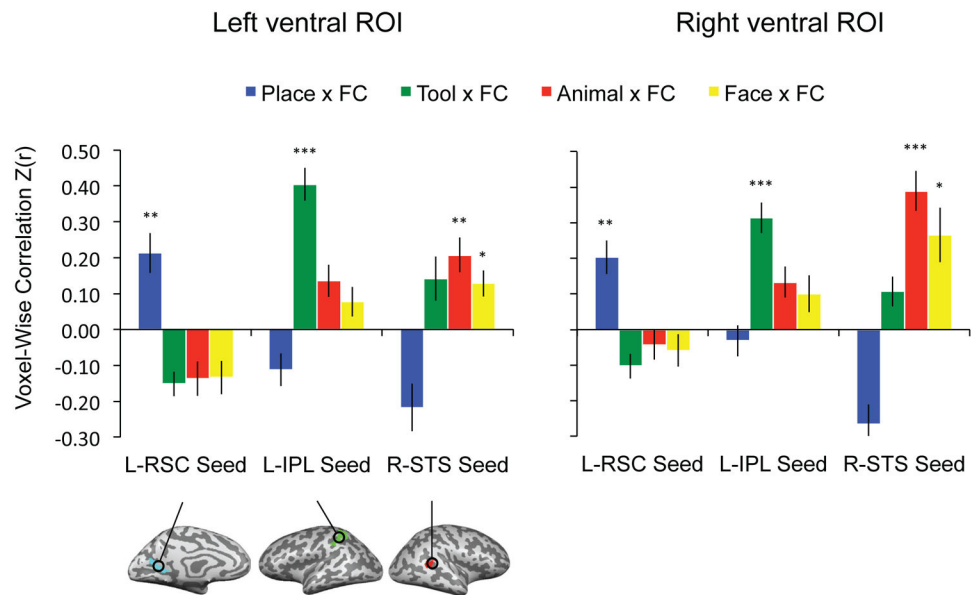 Left ventral ROI Right ventral ROI
Place x FC Tool x FC Animal x FC Face x FC
Voxel-Wise Correlation Z(r)
0.50
0.40
0.30
0.20
0.10
0.00
-0.10
-0.20
-0.30
** *** ** *
** *** *** *
L-RSC Seed L-IPL Seed R-STS Seed L-RSC Seed L-IPL Seed R-STS Seed